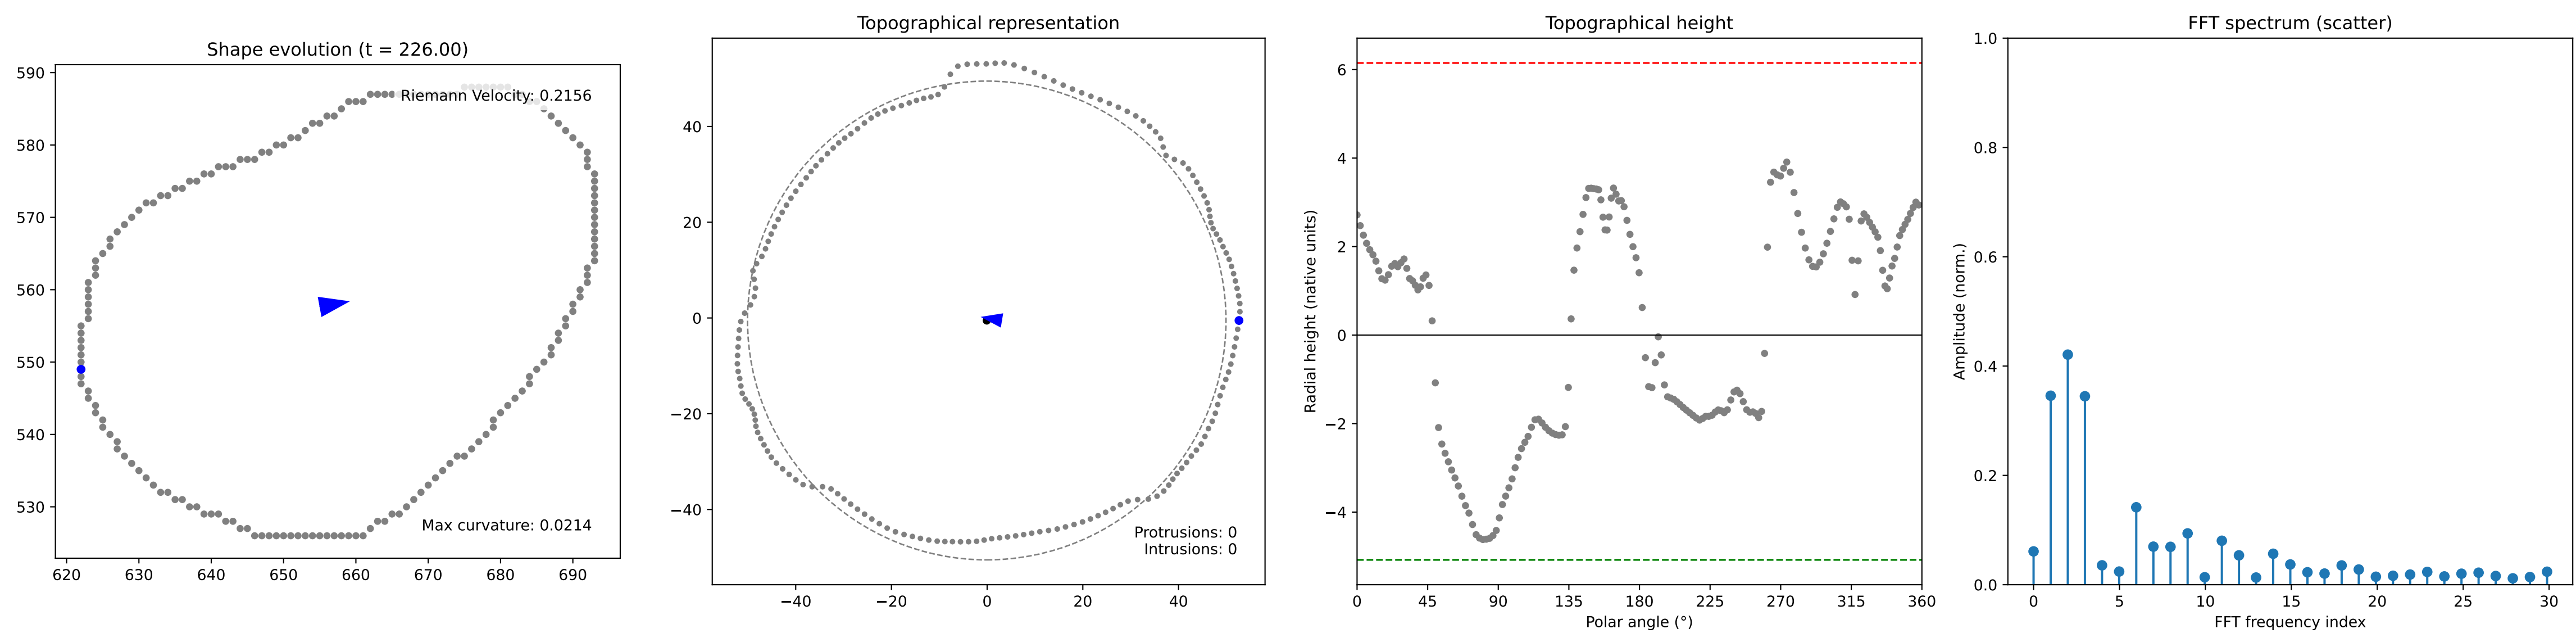 Shape evolution (t = 226.00)
590
580
570
560
550
540
530
620 630 640 650 660 670 680 690
Riemann Velocity: 0.2156
Max curvature: 0.0214
Topographical representation
40
20
0
−20
−40
−40 −20 0 20 40
Protrusions: 0
Intrusions: 0
Topographical height
Radial height (native units)
6
4
2
0
−2
−4
0 45 90 135 180 225 270 315 360
Polar angle (°)
FFT spectrum (scatter)
Amplitude (norm.)
1.0
0.8
0.6
0.4
0.2
0.0
0 5 10 15 20 25 30
FFT frequency index